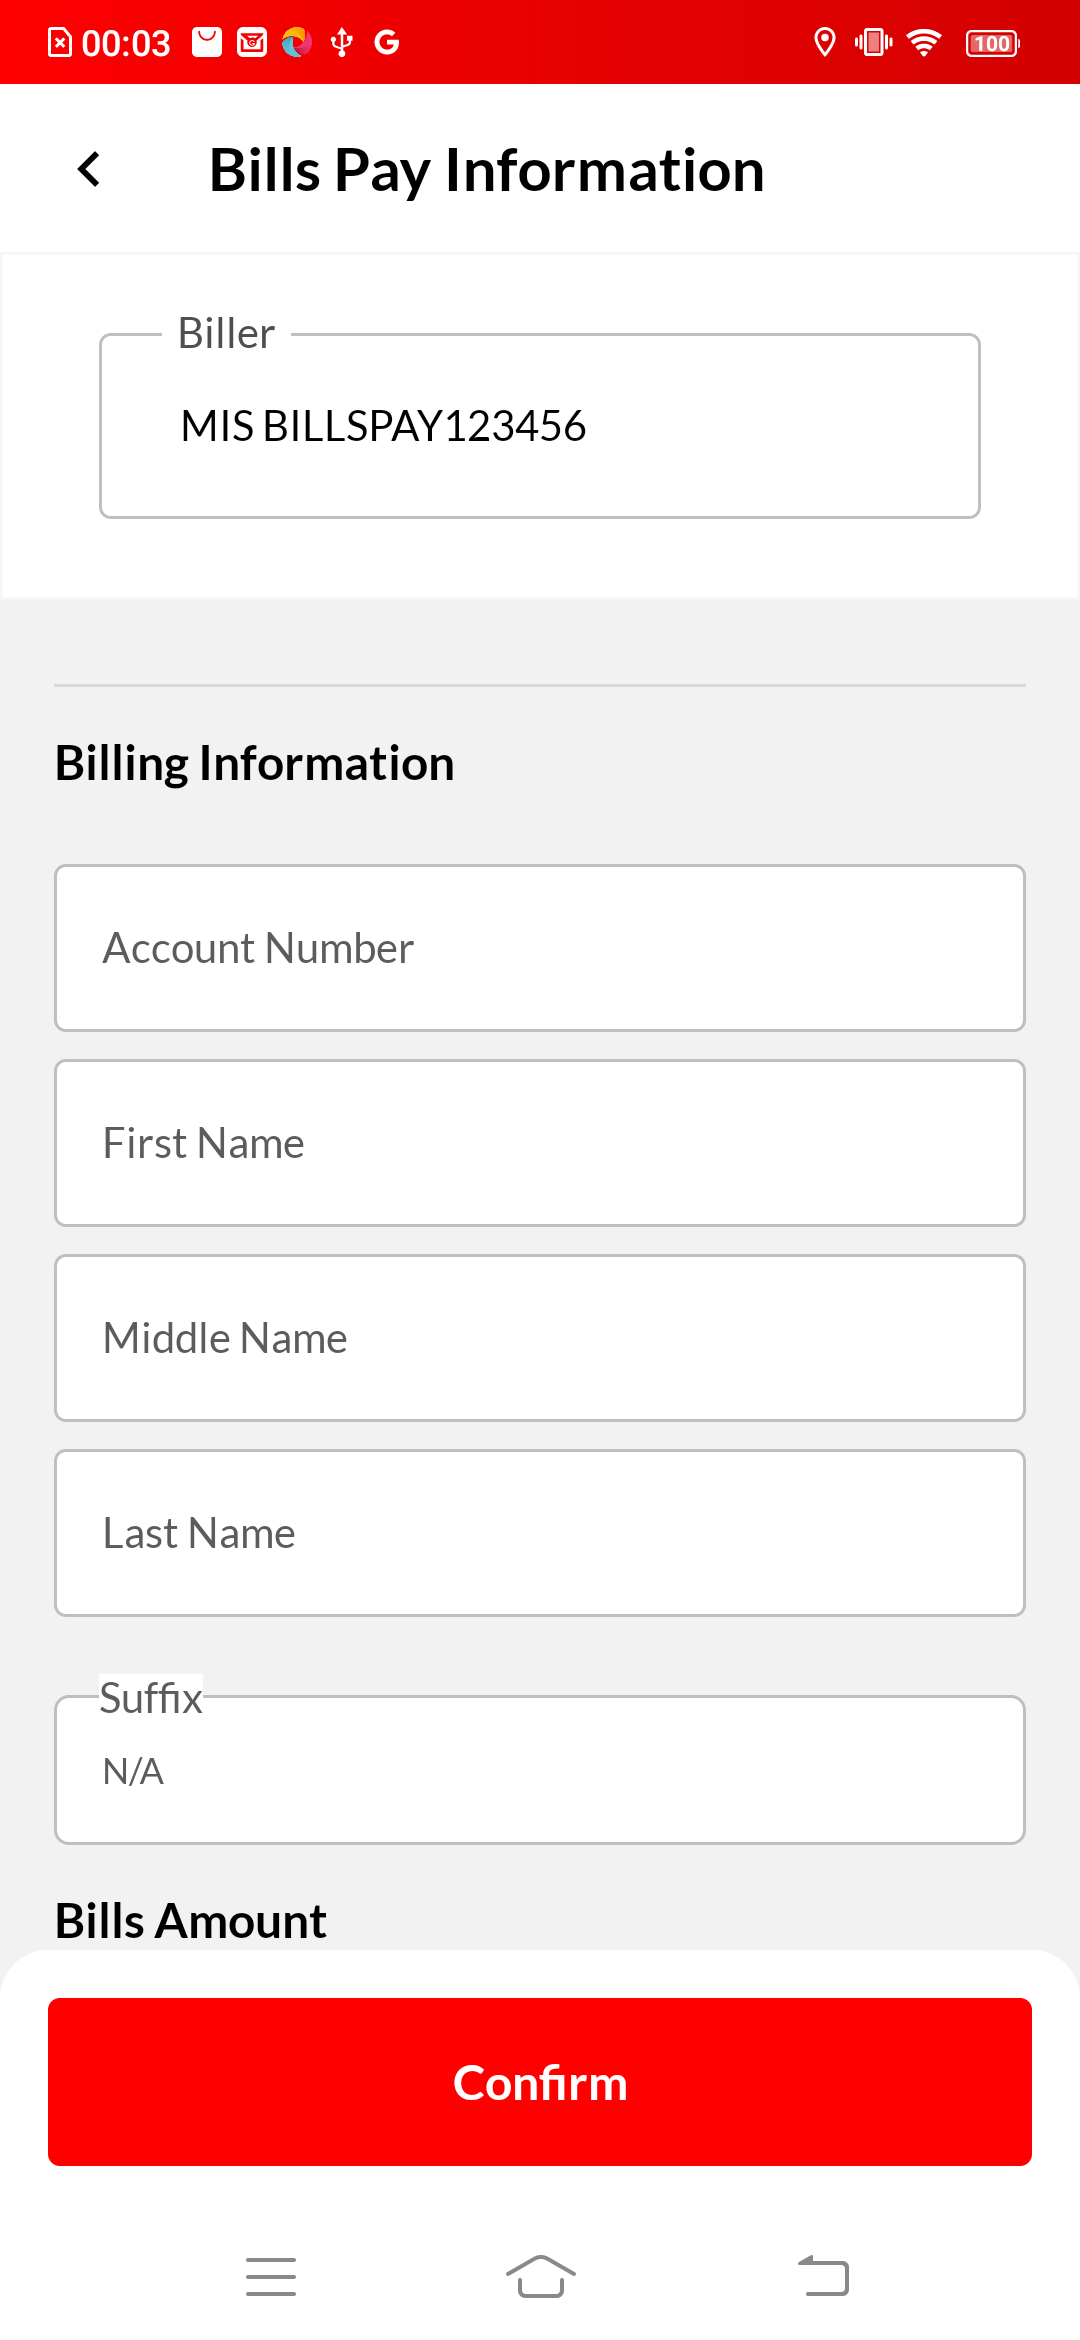 00:03
100
Bills Pay Information
Biller
MIS BILLSPAY123456
Billing Information
Account Number
First Name
Middle Name
Last Name
Suffix
N/A
Bills Amount
Confirm